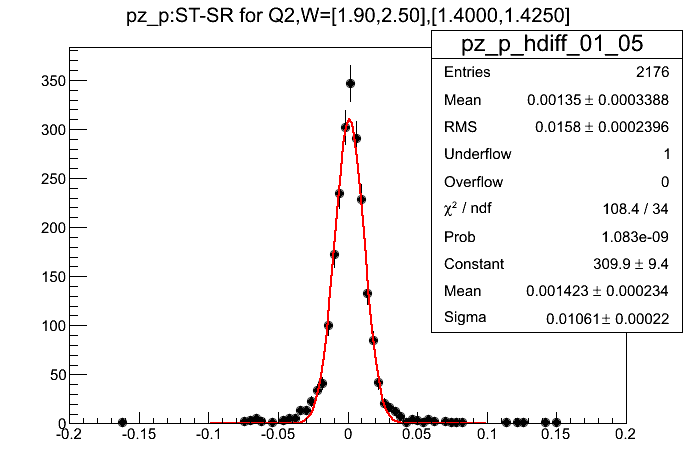 pz_p:ST-SR for Q2,W=[1.90,2.50],[1.4000,1.4250]
pz_p_hdiff_01_05
Entries 2176
Mean 0.00135 ± 0.0003388
RMS 0.0158 ± 0.0002396
Underflow 1
Overflow 0
χ² / ndf 108.4 / 34
Prob 1.083e-09
Constant 309.9 ± 9.4
Mean 0.001423 ± 0.000234
Sigma 0.01061 ± 0.00022
350
300
250
200
150
100
50
0
-0.2 -0.15 -0.1 -0.05 0 0.05 0.1 0.15 0.2